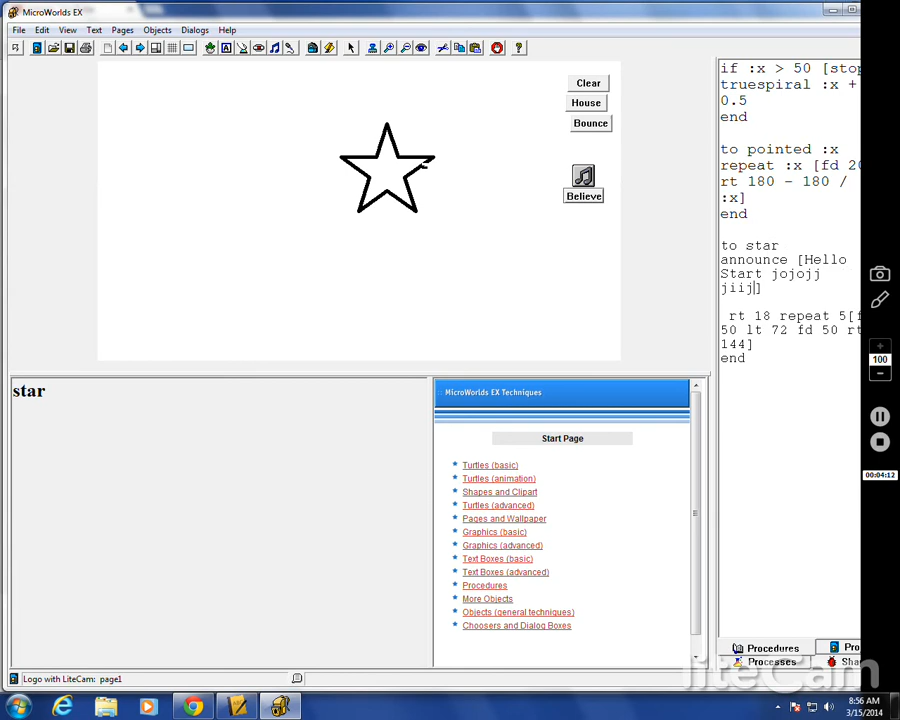 MicroWorlds EX
File Edit View Text Pages Objects Dialogs Help
Clear
House
Bounce
Believe
if :x > 50 [stop
truespiral :x +
0.5
end
to pointed :x
repeat :x [fd 20
rt 180 - 180 /
:x]
end
to star
announce [Hello
Start jojojj
jiij]
rt 18 repeat 5[f
50 lt 72 fd 50 rt
144]
end
100
00:04:12
star
MicroWorlds EX Techniques
Start Page
Turtles (basic)
Turtles (animation)
Shapes and Clipart
Turtles (advanced)
Pages and Wallpaper
Graphics (basic)
Graphics (advanced)
Text Boxes (basic)
Text Boxes (advanced)
Procedures
More Objects
Objects (general techniques)
Choosers and Dialog Boxes
Procedures Pro
Processes Sha
liteCam
Logo with LiteCam: page1
8:56 AM
3/15/2014